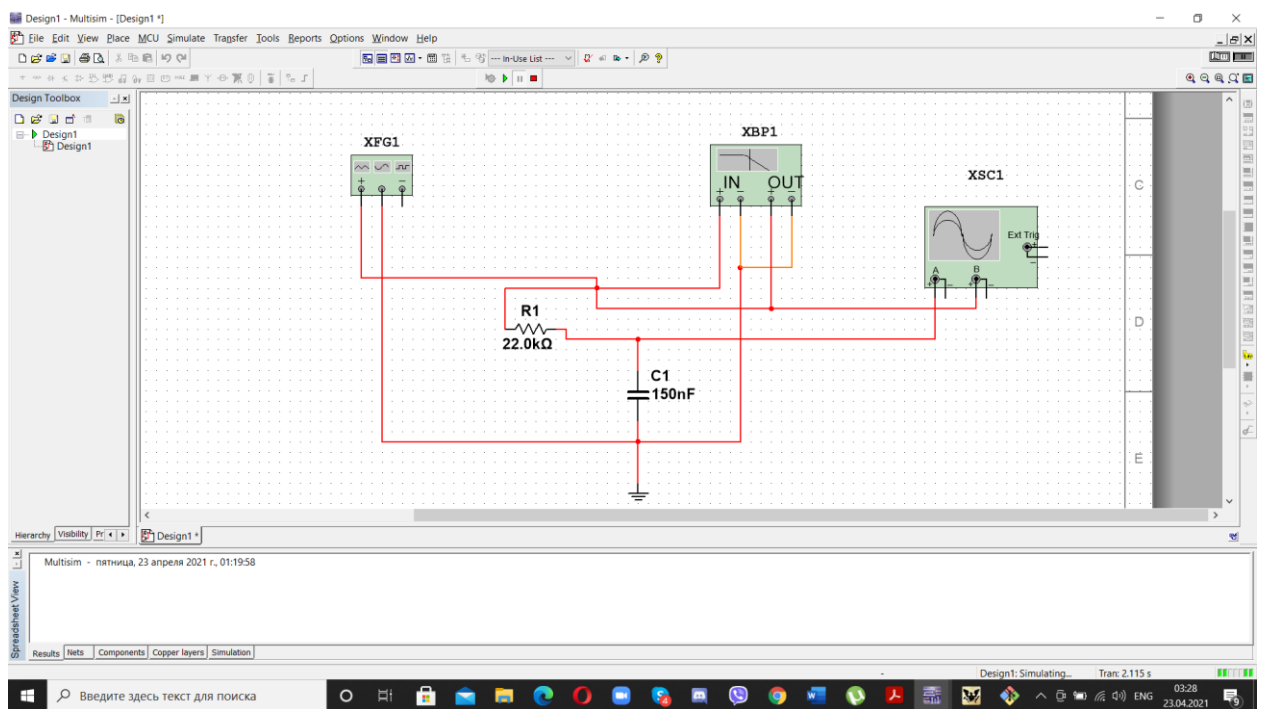 Design1 - Multisim - [Design1 *]
File Edit View Place MCU Simulate Transfer Tools Reports Options Window Help
--- In-Use List ---
Design Toolbox
Design1
Design1
XFG1
XBP1
XSC1
IN OUT
Ext Trig
A B
R1
22.0kΩ
C1
150nF
C
D
E
Hierarchy Visibility Pr
Design1 *
Multisim - пятница, 23 апреля 2021 г., 01:19:58
Spreadsheet View
Results Nets Components Copper layers Simulation
Design1: Simulating... Tran: 2.115 s
Введите здесь текст для поиска
ENG
03:28
23.04.2021